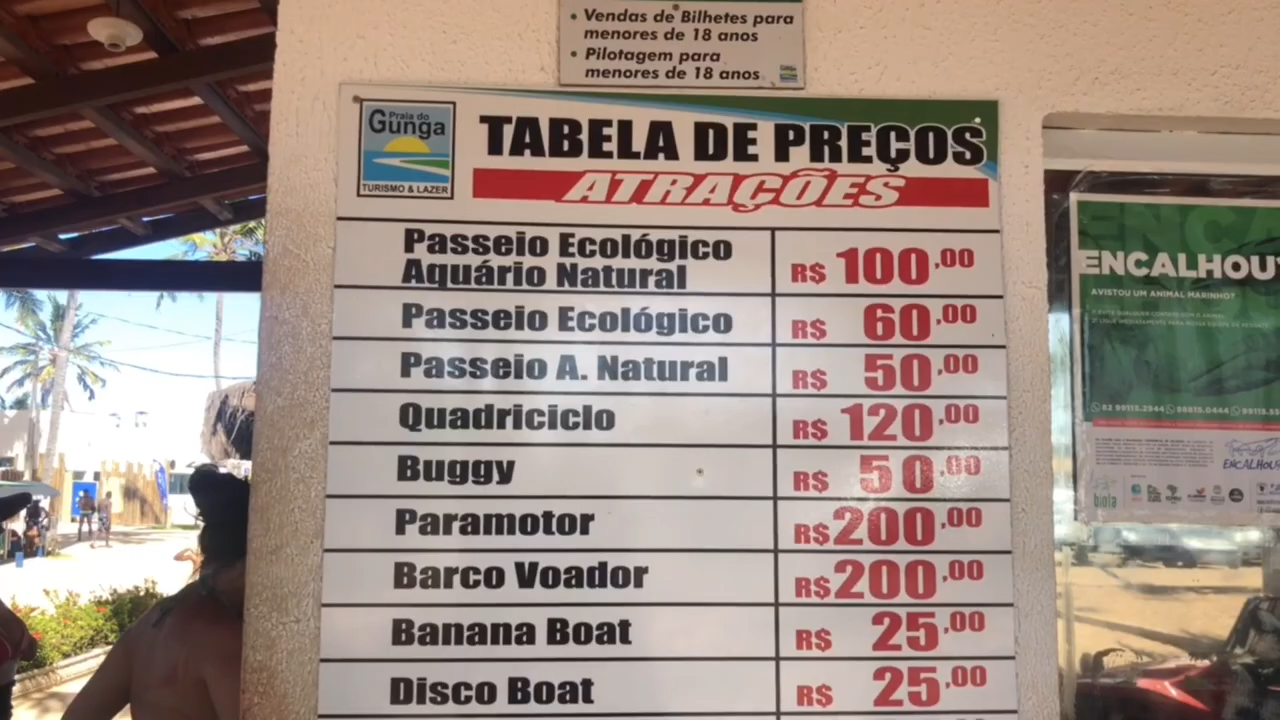 • Vendas de Bilhetes para
menores de 18 anos
• Pilotagem para
menores de 18 anos
Praia do
Gunga
TURISMO & LAZER
TABELA DE PREÇOS
ATRAÇÕES
Passeio Ecológico
Aquário Natural R$ 100,00
Passeio Ecológico R$ 60,00
Passeio A. Natural R$ 50,00
Quadriciclo R$ 120,00
Buggy R$ 50,00
Paramotor R$ 200,00
Barco Voador R$ 200,00
Banana Boat R$ 25,00
Disco Boat R$ 25,00
ENCALHOU
AVISTOU UM ANIMAL MARINHO?
ENCALHOU
biota